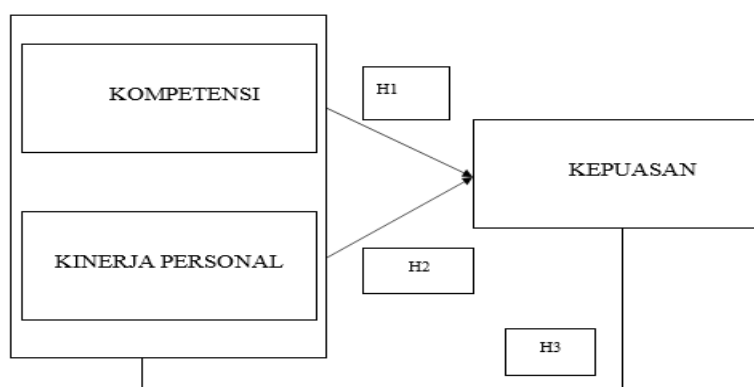 KOMPETENSI
H1
KEPUASAN
KINERJA PERSONAL
H2
H3